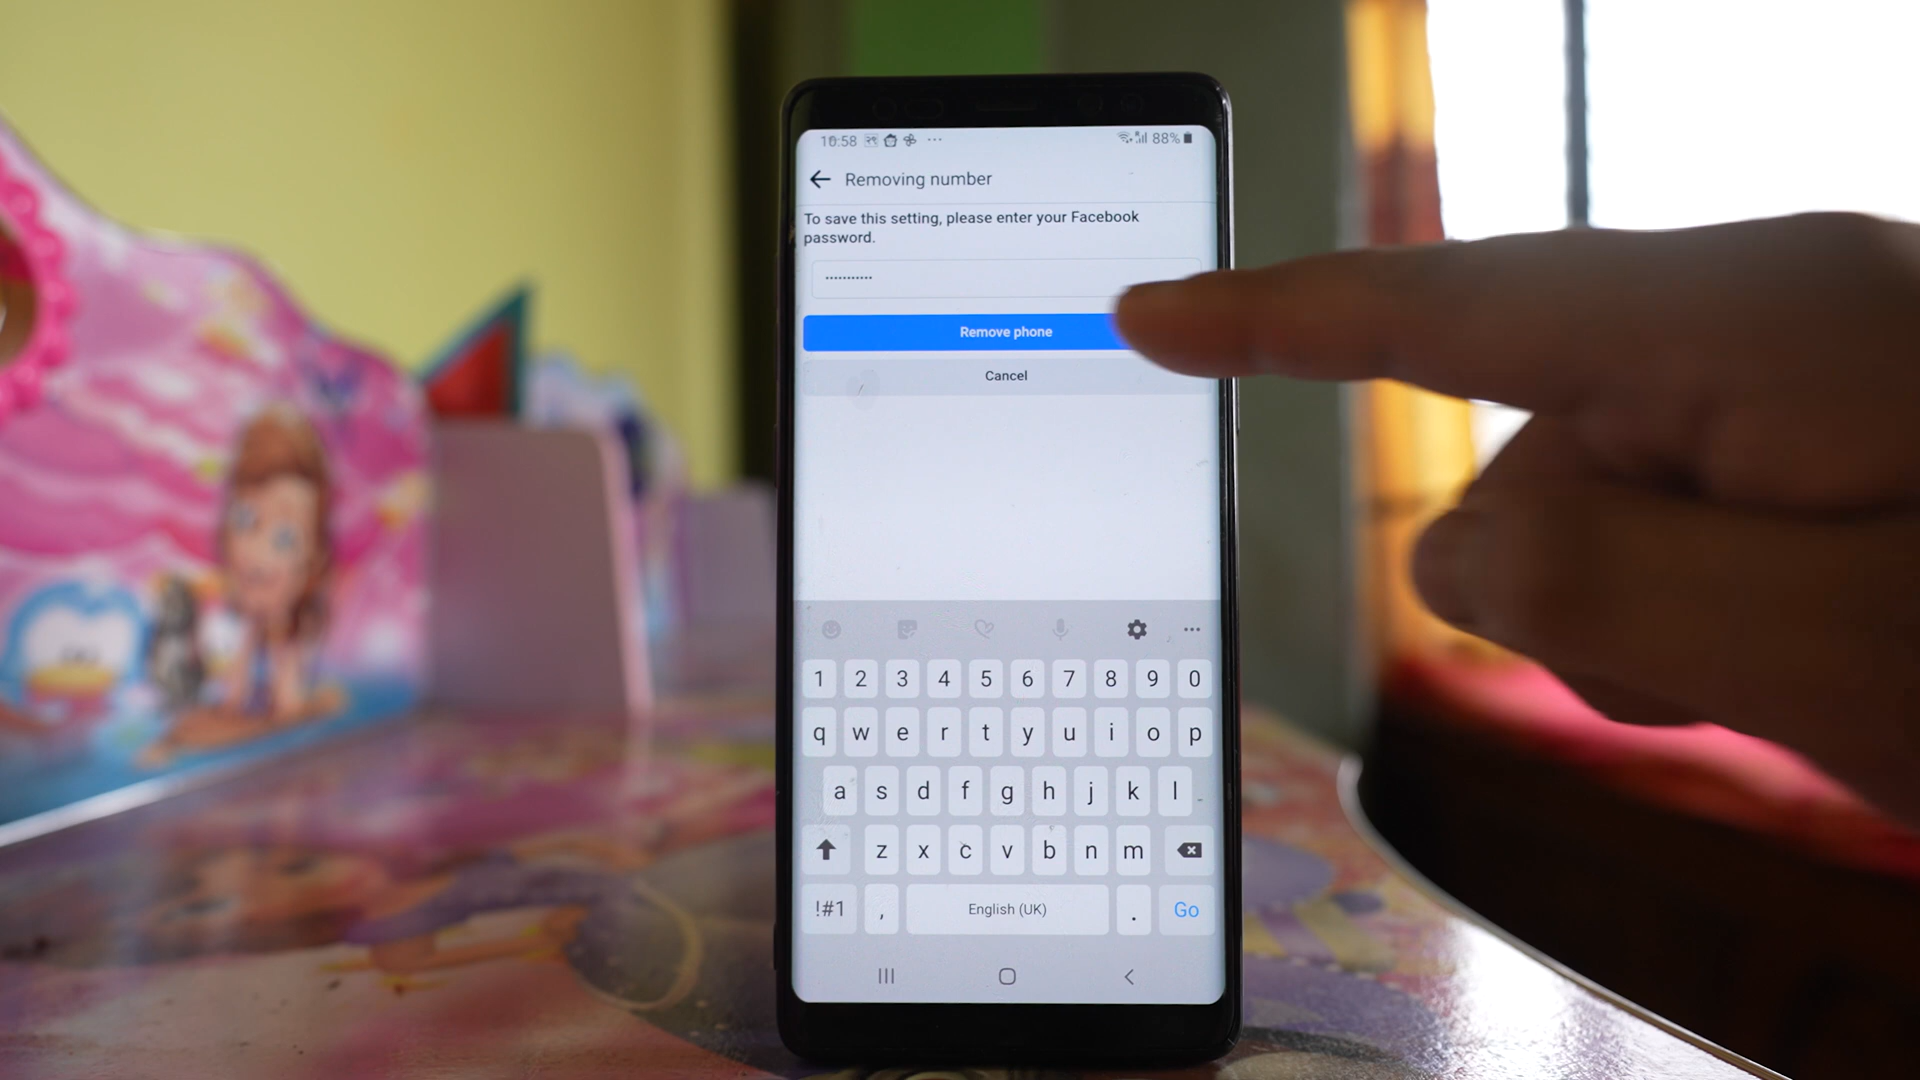 10:58 88%
Removing number
To save this setting, please enter your Facebook
password.
•••••••••••
Remove phone
Cancel
1 2 3 4 5 6 7 8 9 0
q w e r t y u i o p
a s d f g h j k l
z x c v b n m
!#1 , English (UK) . Go